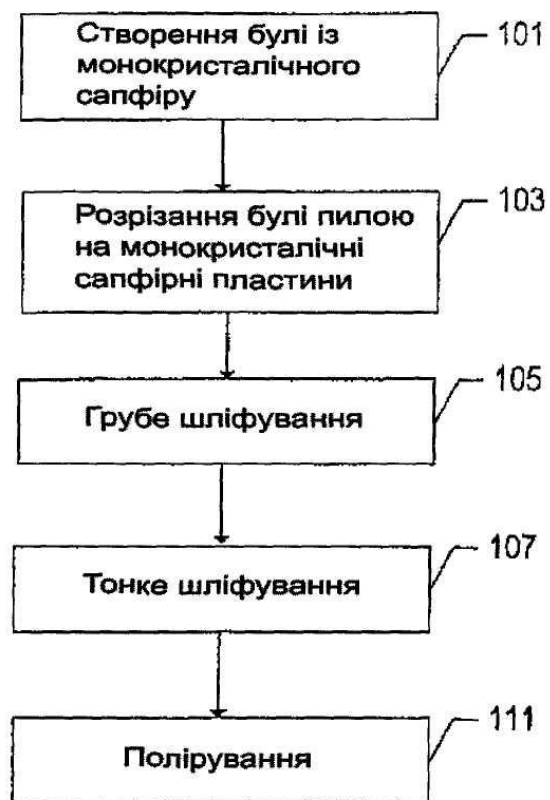 Створення булі із
монокристалічного
сапфіру
101
Розрізання булі пилою
на монокристалічні
сапфірні пластини
103
Грубе шліфування
105
Тонке шліфування
107
Полірування
111